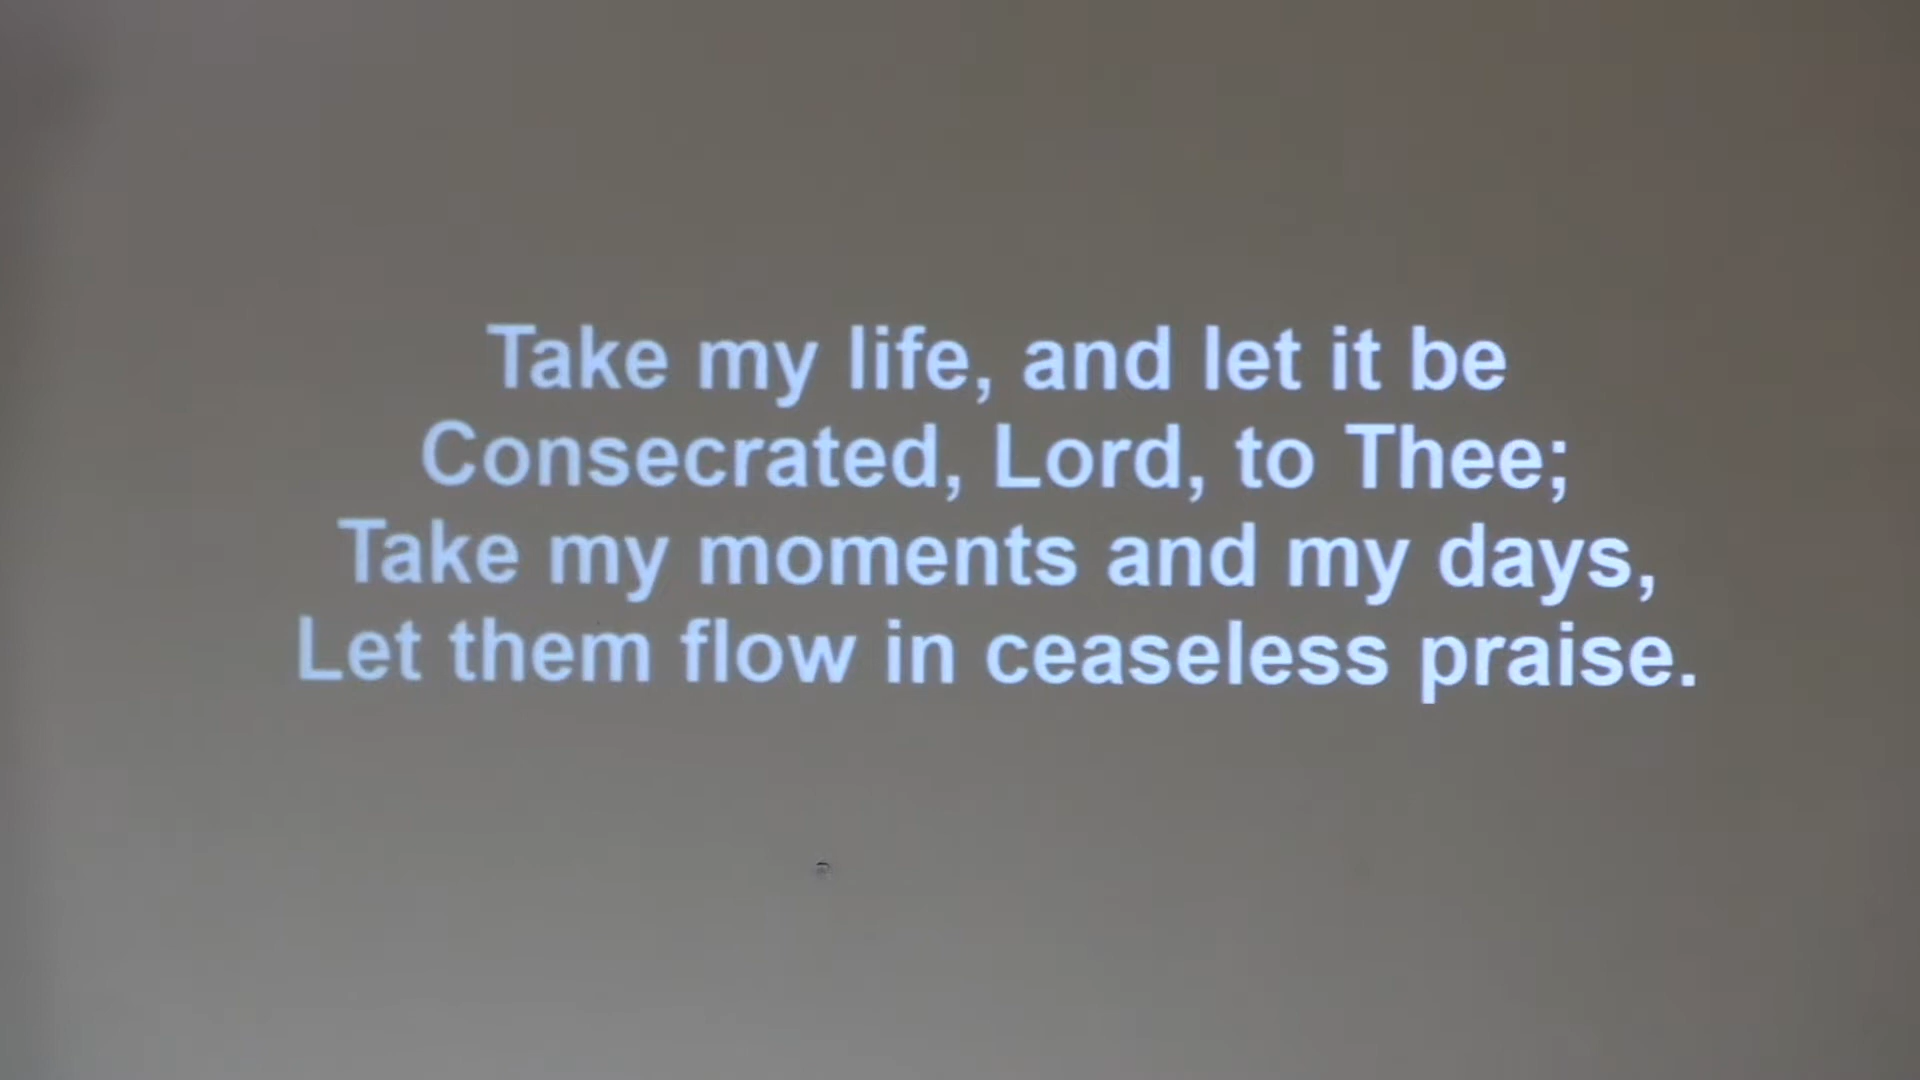 Take my life, and let it be
Consecrated, Lord, to Thee;
Take my moments and my days,
Let them flow in ceaseless praise.